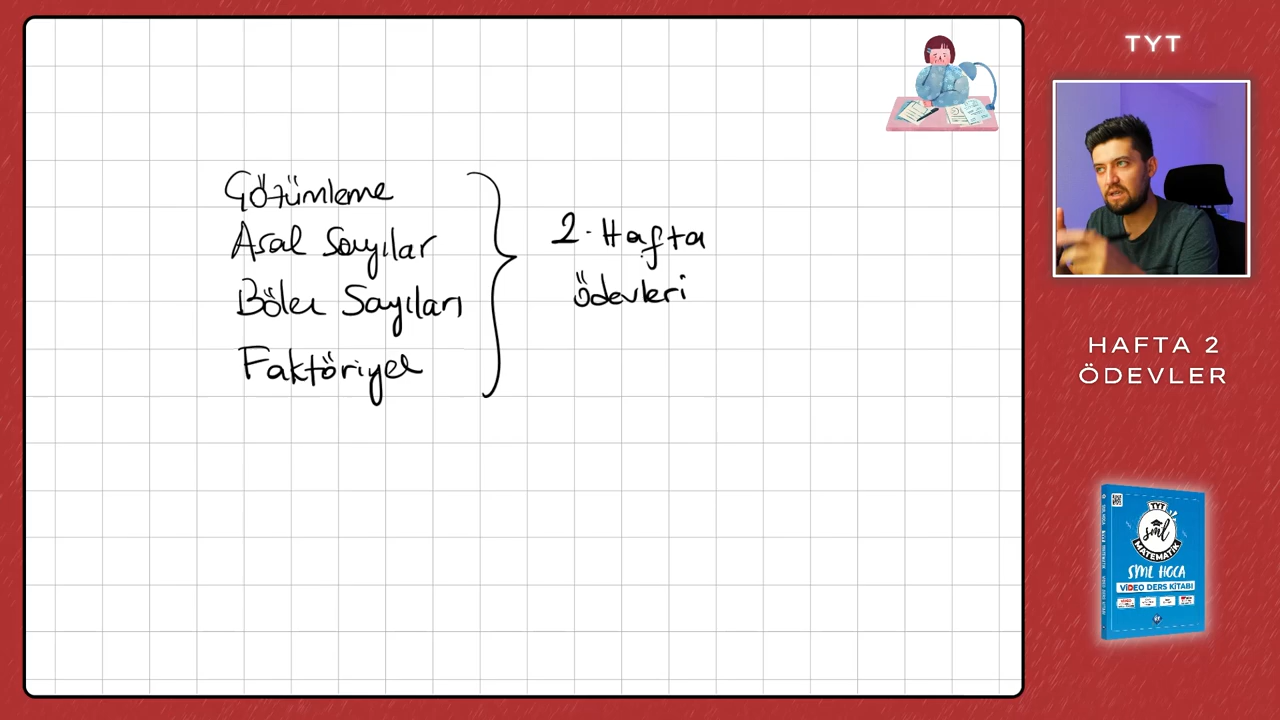 Çözümleme
Asal Sayılar
Bölen Sayıları
Faktöriyel
2. Hafta
ödevleri
TYT
HAFTA 2
ÖDEVLER
TYT
sml
MATEMATİK
SML HOCA
VİDEO DERS KİTABI